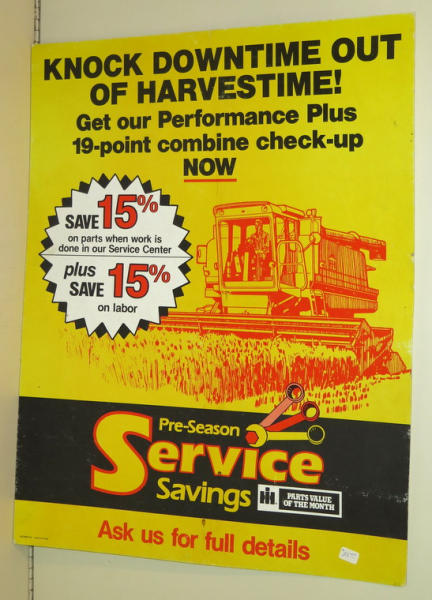 KNOCK DOWNTIME OUT
OF HARVESTIME!
Get our Performance Plus
19-point combine check-up
NOW
SAVE 15%
on parts when work is
done in our Service Center
plus
SAVE 15%
on labor
Pre-Season
Service
Savings
IH PARTS VALUE
OF THE MONTH
Ask us for full details